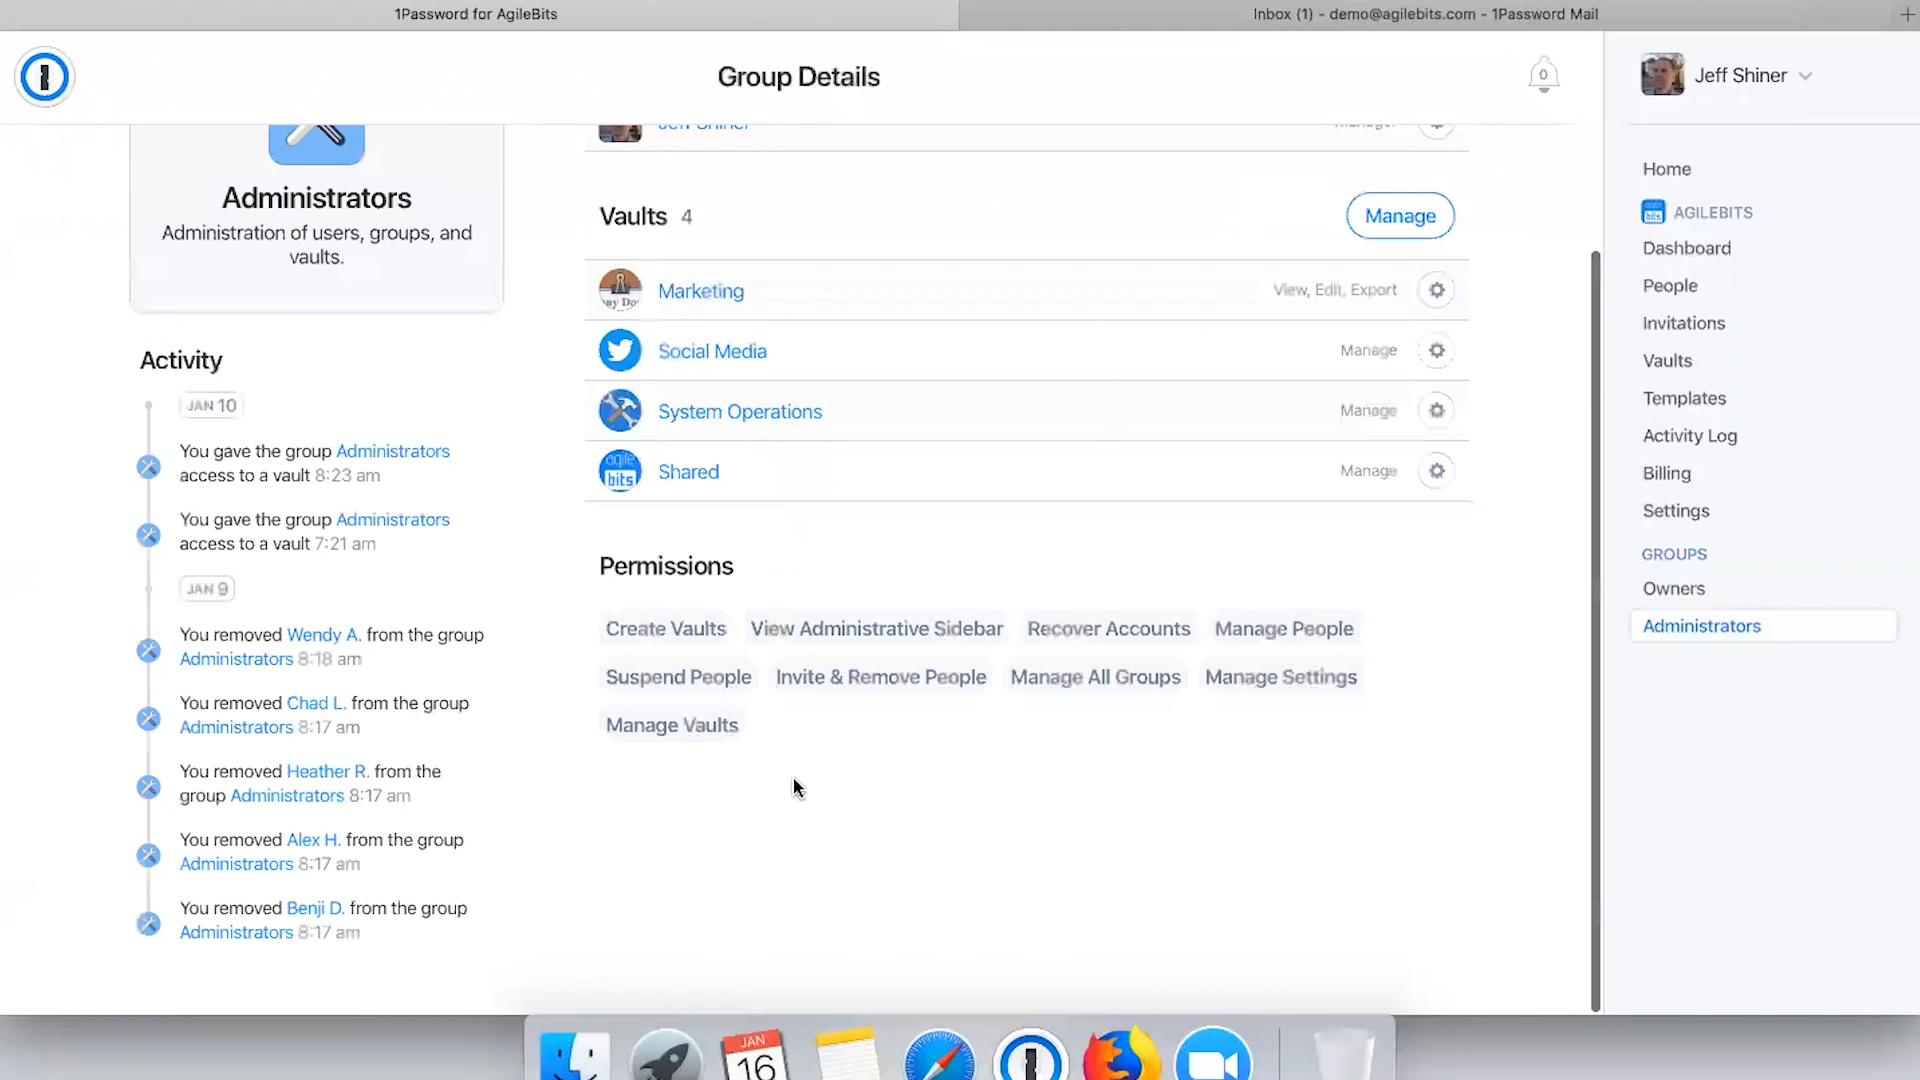 1Password for AgileBits
Inbox (1) - demo@agilebits.com - 1Password Mail
Group Details
0
Jeff Shiner
Administrators
Administration of users, groups, and
vaults.
Activity
JAN 10
You gave the group Administrators
access to a vault 8:23 am
You gave the group Administrators
access to a vault 7:21 am
JAN 9
You removed Wendy A. from the group
Administrators 8:18 am
You removed Chad L. from the group
Administrators 8:17 am
You removed Heather R. from the
group Administrators 8:17 am
You removed Alex H. from the group
Administrators 8:17 am
You removed Benji D. from the group
Administrators 8:17 am
Jeff Shiner Manager
Vaults 4
Manage
Marketing View, Edit, Export
Social Media Manage
System Operations Manage
agile
bits
Shared Manage
Permissions
Create Vaults View Administrative Sidebar Recover Accounts Manage People
Suspend People Invite & Remove People Manage All Groups Manage Settings
Manage Vaults
Home
AGILEBITS
Dashboard
People
Invitations
Vaults
Templates
Activity Log
Billing
Settings
GROUPS
Owners
Administrators
JAN
16